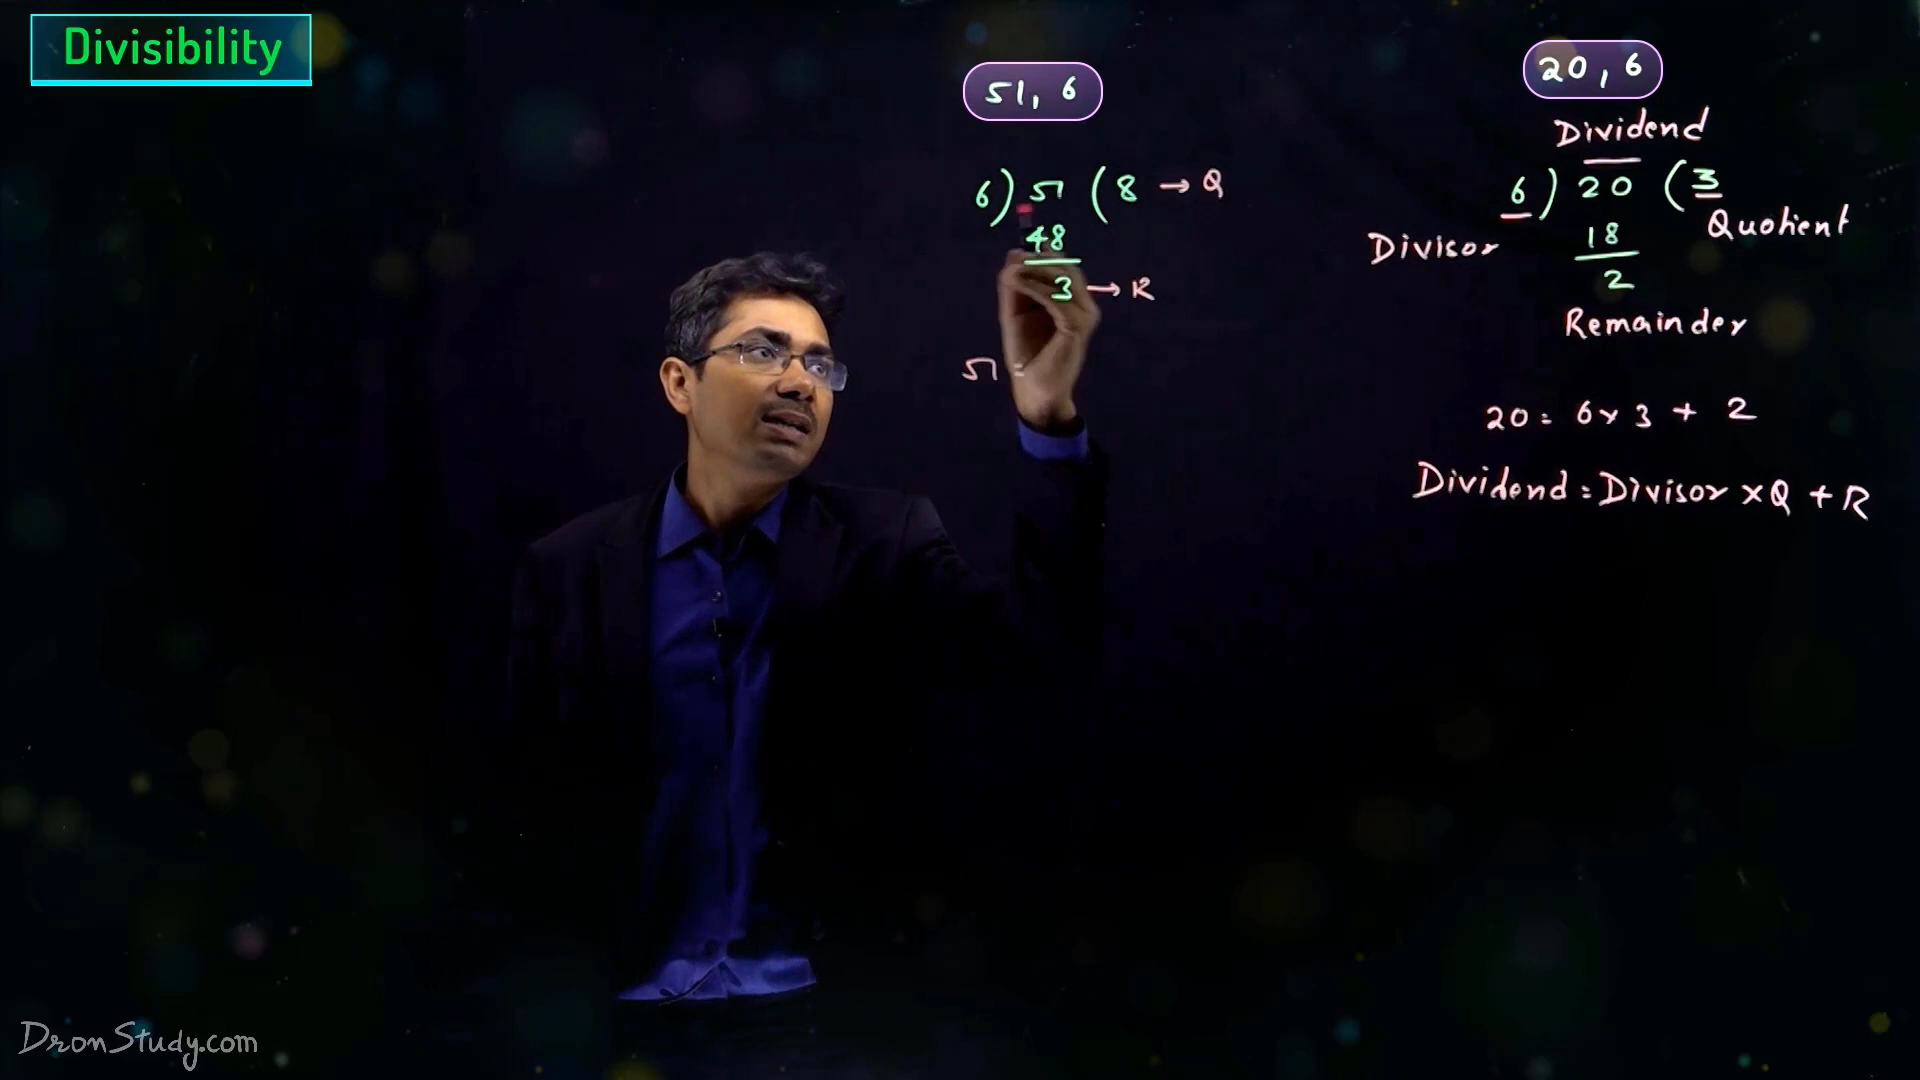 Divisibility
51, 6
6) 51 (8 → Q
48
3 → R
51 =
20, 6
Dividend
6) 20 (3
Quotient
Divisor
18
2
Remainder
20 = 6 x 3 + 2
Dividend = Divisor x Q + R
DronStudy.com